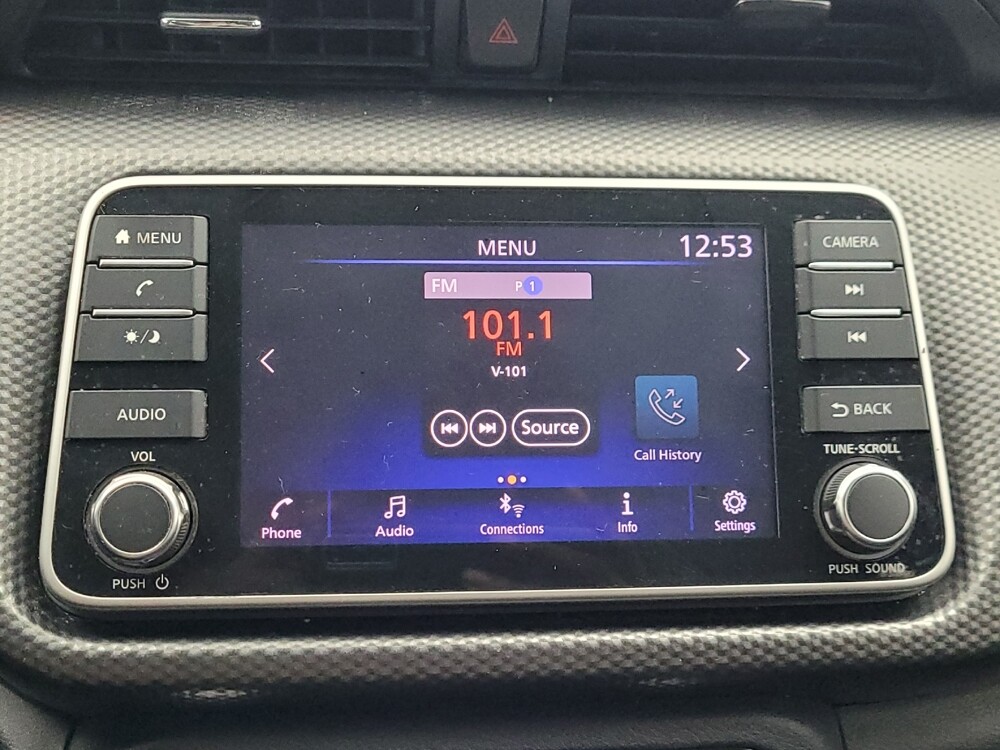 MENU
AUDIO
VOL
PUSH
MENU 12:53
FM P 1
101.1
FM
V-101
Source
Call History
Phone Audio Connections Info Settings
CAMERA
BACK
TUNE·SCROLL
PUSH SOUND